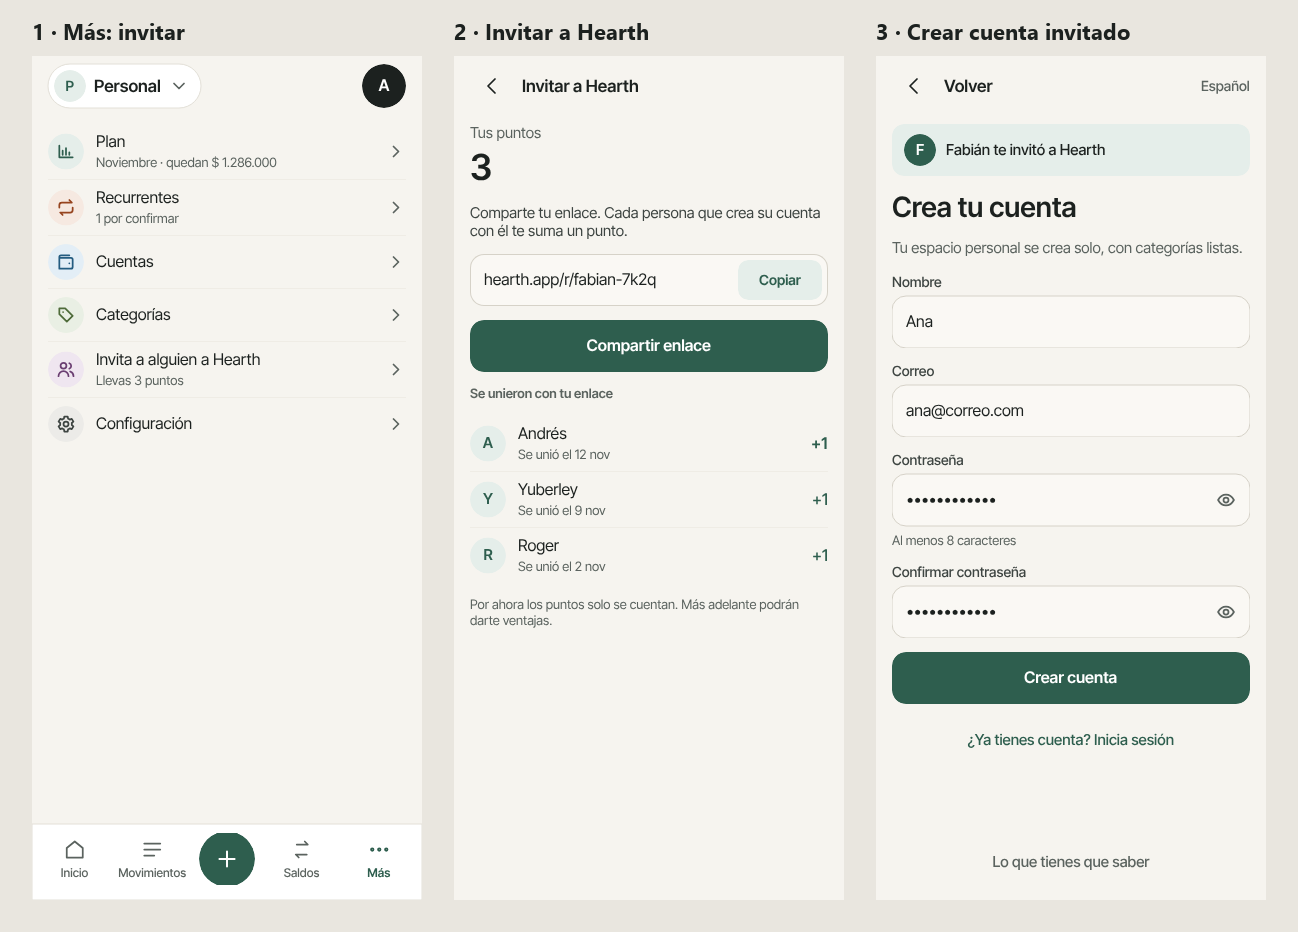 1 · Más: invitar
P
Personal
A
Plan
Noviembre · quedan $ 1.286.000
Recurrentes
1 por confirmar
Cuentas
Categorías
Invita a alguien a Hearth
Llevas 3 puntos
Configuración
Inicio
Movimientos
Saldos
Más
2 · Invitar a Hearth
Invitar a Hearth
Tus puntos
3
Comparte tu enlace. Cada persona que crea su cuenta
con él te suma un punto.
hearth.app/r/fabian-7k2q
Copiar
Compartir enlace
Se unieron con tu enlace
A
Andrés
Se unió el 12 nov
+1
Y
Yuberley
Se unió el 9 nov
+1
R
Roger
Se unió el 2 nov
+1
Por ahora los puntos solo se cuentan. Más adelante podrán
darte ventajas.
3 · Crear cuenta invitado
Volver
Español
F
Fabián te invitó a Hearth
Crea tu cuenta
Tu espacio personal se crea solo, con categorías listas.
Nombre
Ana
Correo
ana@correo.com
Contraseña
••••••••••••
Al menos 8 caracteres
Confirmar contraseña
••••••••••••
Crear cuenta
¿Ya tienes cuenta? Inicia sesión
Lo que tienes que saber